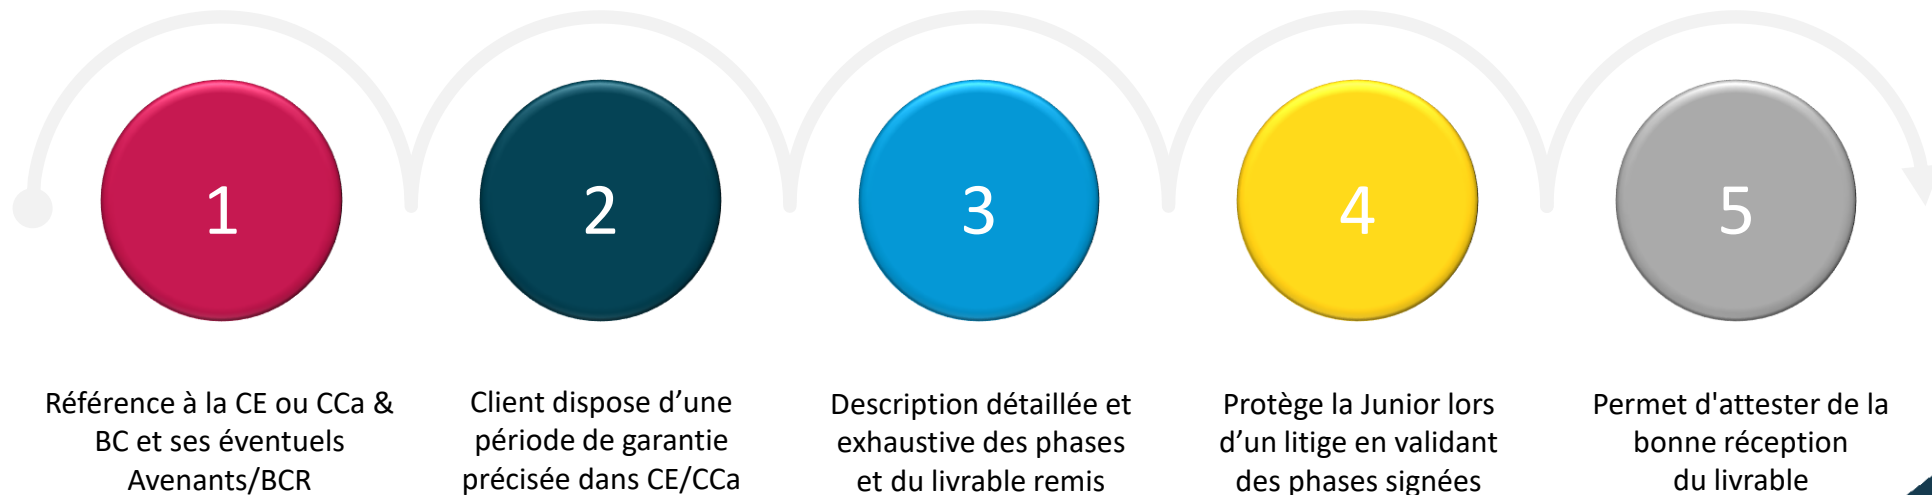 1
Référence à la CE ou CCa &
BC et ses éventuels
Avenants/BCR
2
Client dispose d’une
période de garantie
précisée dans CE/CCa
3
Description détaillée et
exhaustive des phases
et du livrable remis
4
Protège la Junior lors
d’un litige en validant
des phases signées
5
Permet d'attester de la
bonne réception
du livrable